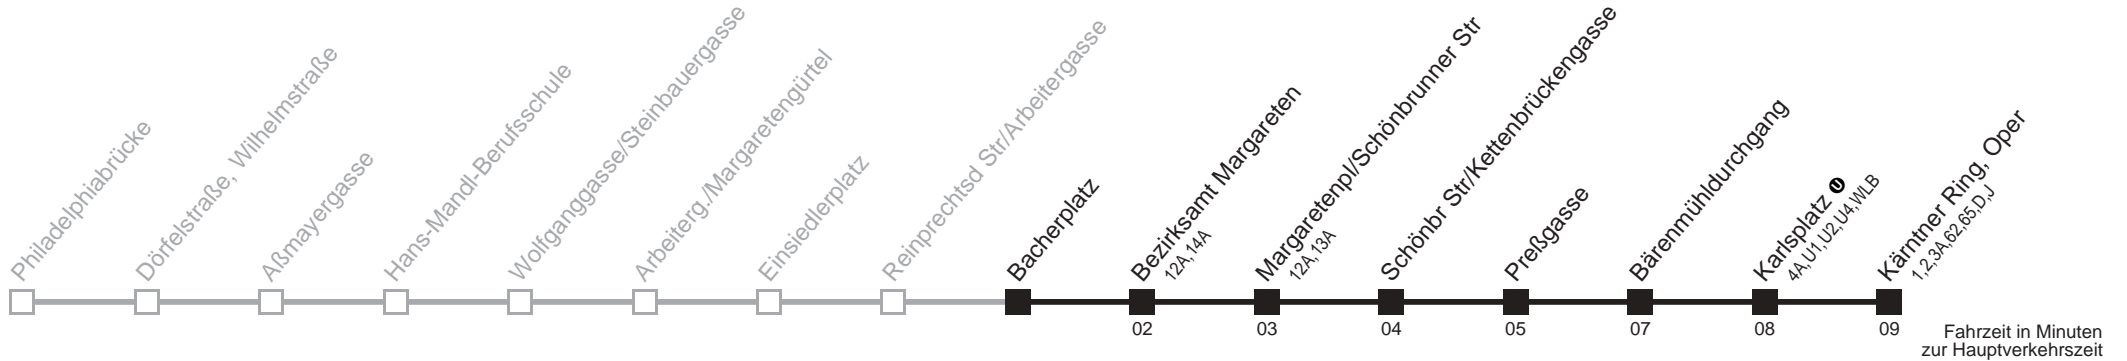 Philadelphiabrücke
Dörfelstraße, Wilhelmstraße
Aßmayergasse
Hans-Mandl-Berufsschule
Wolfganggasse/Steinbauergasse
Arbeiterg./Margaretengürtel
Einsiedlerplatz
Reinprechtsd Str/Arbeitergasse
Bacherplatz
Bezirksamt Margareten
12A,14A
Margaretenpl/Schönbrunner Str
12A,13A
Schönbr Str/Kettenbrückengasse
Preßgasse
Bärenmühldurchgang
Karlsplatz U
4A,U1,U2,U4,WLB
Kärntner Ring, Oper
1,2,3A,62,65,D,J
02 03 04 05 07 08 09
Fahrzeit in Minuten
zur Hauptverkehrszeit